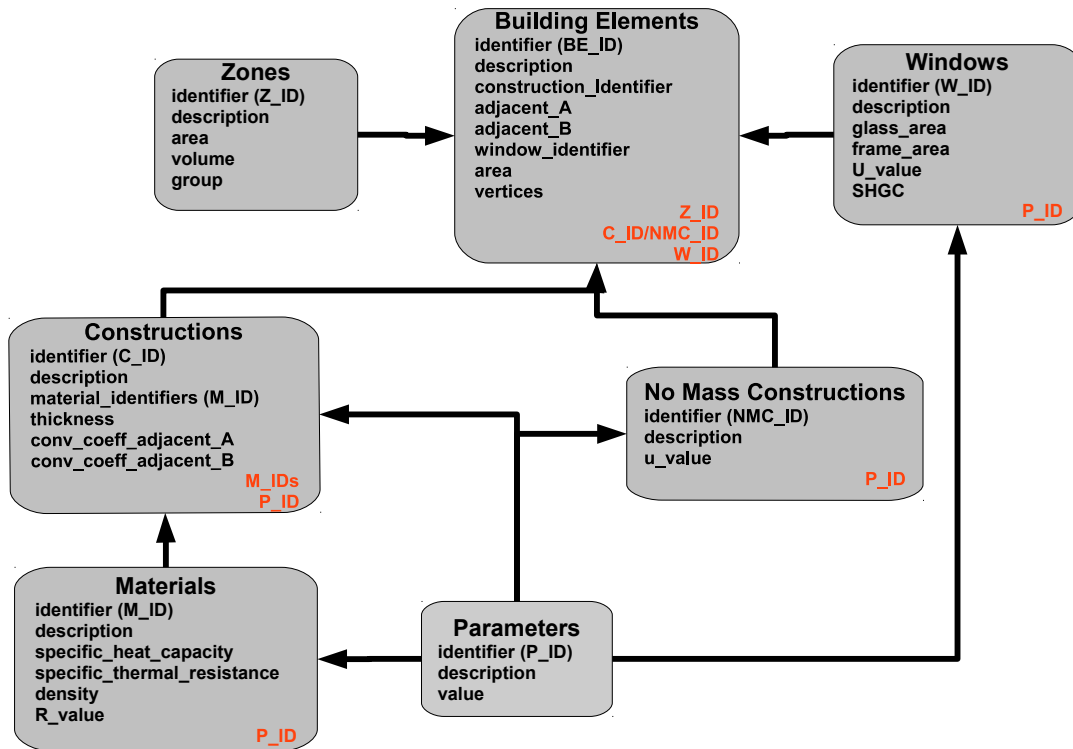 Building Elements
identifier (BE_ID)
description
construction_Identifier
adjacent_A
adjacent_B
window_identifier
area
vertices
Z_ID
C_ID/NMC_ID
W_ID
Zones
identifier (Z_ID)
description
area
volume
group
Windows
identifier (W_ID)
description
glass_area
frame_area
U_value
SHGC
P_ID
Constructions
identifier (C_ID)
description
material_identifiers (M_ID)
thickness
conv_coeff_adjacent_A
conv_coeff_adjacent_B
M_IDs
P_ID
No Mass Constructions
identifier (NMC_ID)
description
u_value
P_ID
Materials
identifier (M_ID)
description
specific_heat_capacity
specific_thermal_resistance
density
R_value
P_ID
Parameters
identifier (P_ID)
description
value